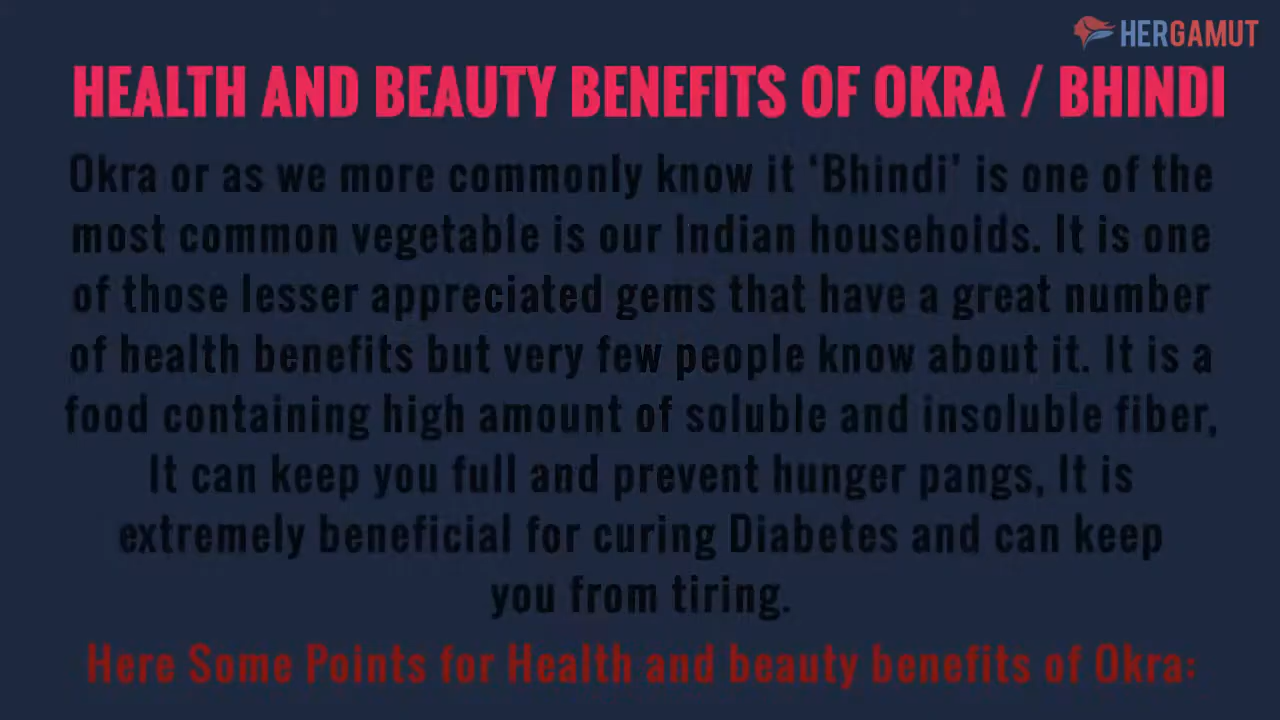 HERGAMUT
HEALTH AND BEAUTY BENEFITS OF OKRA / BHINDI
Okra or as we more commonly know it ‘Bhindi’ is one of the
most common vegetable is our Indian households. It is one
of those lesser appreciated gems that have a great number
of health benefits but very few people know about it. It is a
food containing high amount of soluble and insoluble fiber,
It can keep you full and prevent hunger pangs, It is
extremely beneficial for curing Diabetes and can keep
you from tiring.
Here Some Points for Health and beauty benefits of Okra: